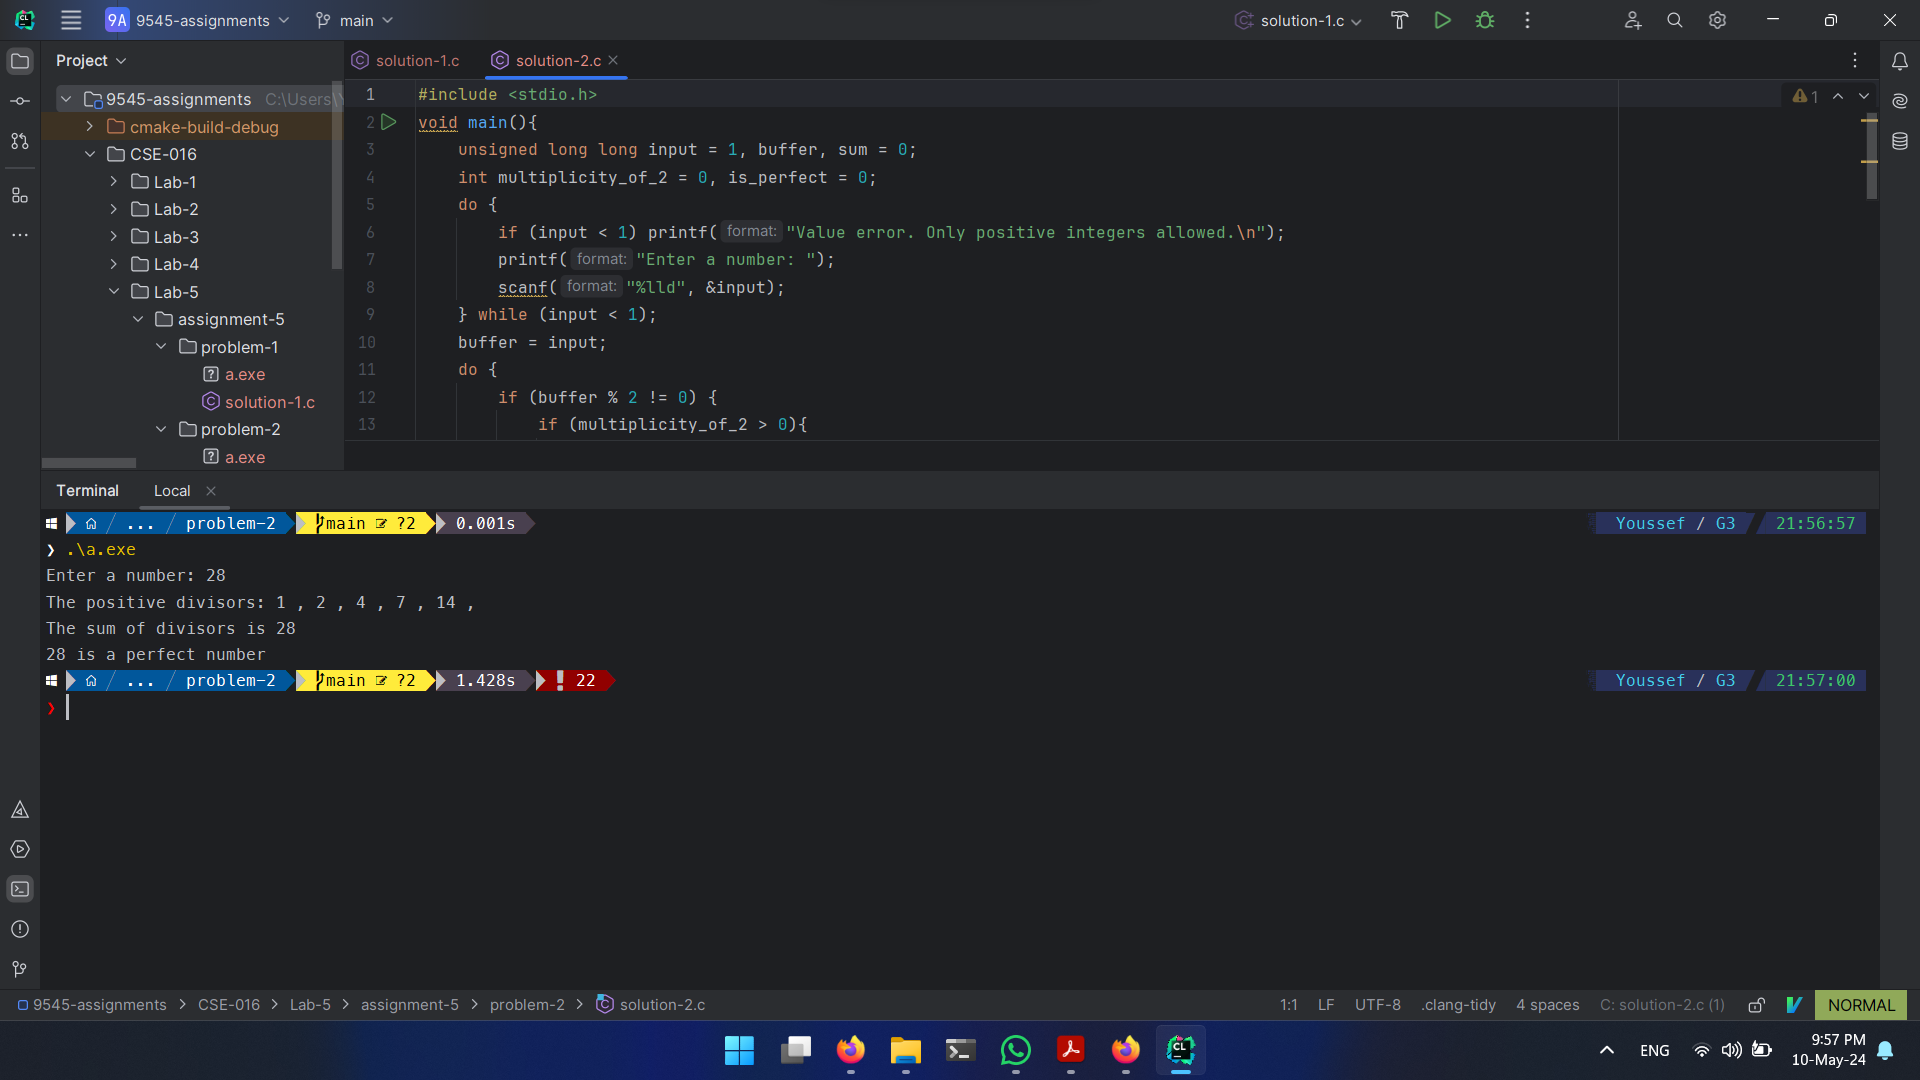 9A 9545-assignments main solution-1.c
Project solution-1.c solution-2.c
9545-assignments C:\Users\Y
cmake-build-debug
CSE-016
Lab-1
Lab-2
Lab-3
Lab-4
Lab-5
assignment-5
problem-1
a.exe
solution-1.c
problem-2
a.exe
1 #include <stdio.h>
2 void main(){
3 unsigned long long input = 1, buffer, sum = 0;
4 int multiplicity_of_2 = 0, is_perfect = 0;
5 do {
6 if (input < 1) printf( format: "Value error. Only positive integers allowed.\n");
7 printf( format: "Enter a number: ");
8 scanf( format: "%lld", &input);
9 } while (input < 1);
10 buffer = input;
11 do {
12 if (buffer % 2 != 0) {
13 if (multiplicity_of_2 > 0){
1
Terminal Local
/ ... / problem-2 main ?2 0.001s Youssef / G3 21:56:57
❯ .\a.exe
Enter a number: 28
The positive divisors: 1 , 2 , 4 , 7 , 14 ,
The sum of divisors is 28
28 is a perfect number
/ ... / problem-2 main ?2 1.428s ! 22 Youssef / G3 21:57:00
❯
9545-assignments > CSE-016 > Lab-5 > assignment-5 > problem-2 > solution-2.c 1:1 LF UTF-8 .clang-tidy 4 spaces C: solution-2.c (1) NORMAL
CL ENG 9:57 PM
10-May-24